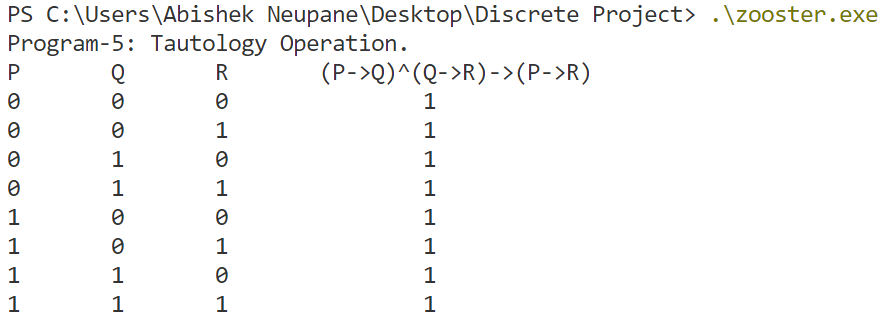 PS C:\Users\Abishek Neupane\Desktop\Discrete Project> .\zooster.exe
Program-5: Tautology Operation.
P Q R (P->Q)^(Q->R)->(P->R)
0 0 0 1
0 0 1 1
0 1 0 1
0 1 1 1
1 0 0 1
1 0 1 1
1 1 0 1
1 1 1 1